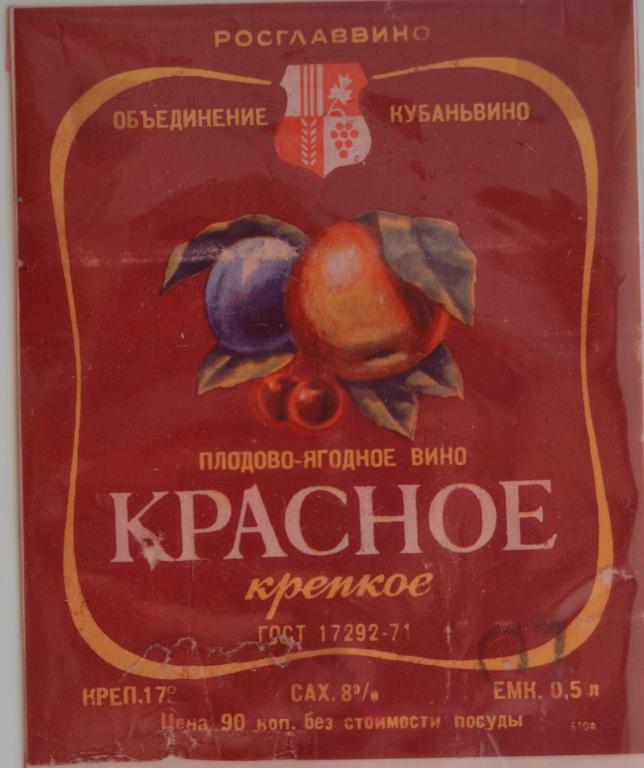 РОСГЛАВВИНО
ОБЪЕДИНЕНИЕ КУБАНЬВИНО
ПЛОДОВО-ЯГОДНОЕ ВИНО
КРАСНОЕ
крепкое
ГОСТ 17292-71
КРЕП.17° САХ. 8% ЕМК. 0,5 л
Цена 90 коп. без стоимости посуды